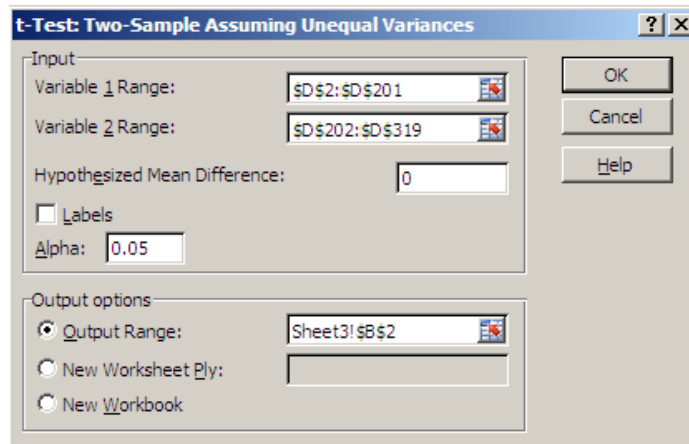 t-Test: Two-Sample Assuming Unequal Variances ? X
Input
Variable 1 Range: $D$2:$D$201
Variable 2 Range: $D$202:$D$319
Hypothesized Mean Difference: 0
Labels
Alpha: 0.05
OK
Cancel
Help
Output options
Output Range: Sheet3!$B$2
New Worksheet Ply:
New Workbook